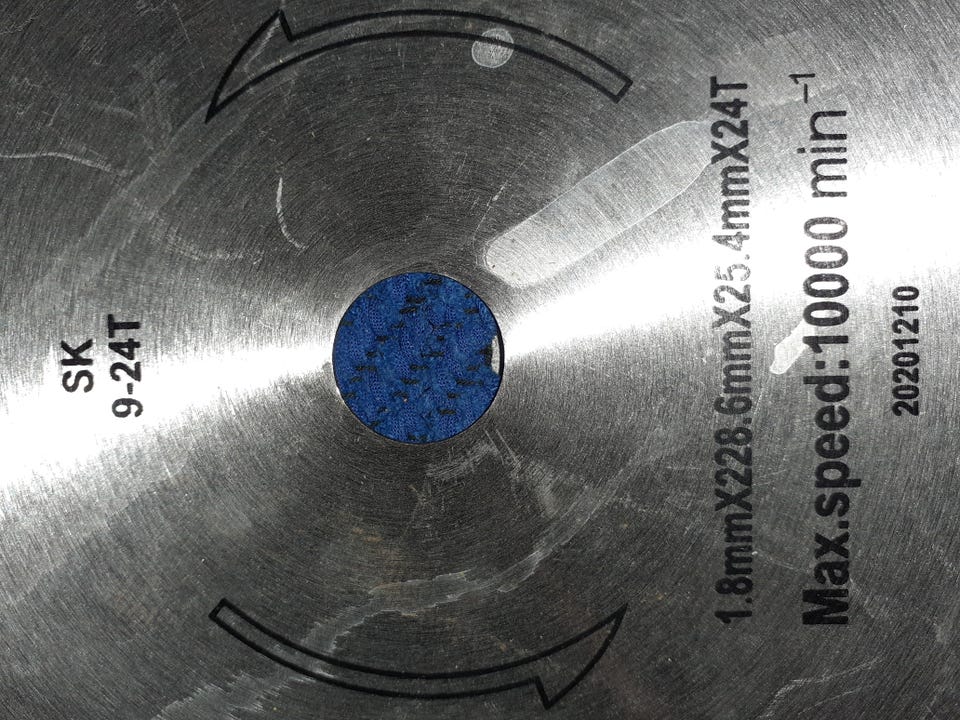 SK
9-24T
1.8mmX228.6mmX25.4mmX24T
Max.speed:10000 min⁻¹
20201210